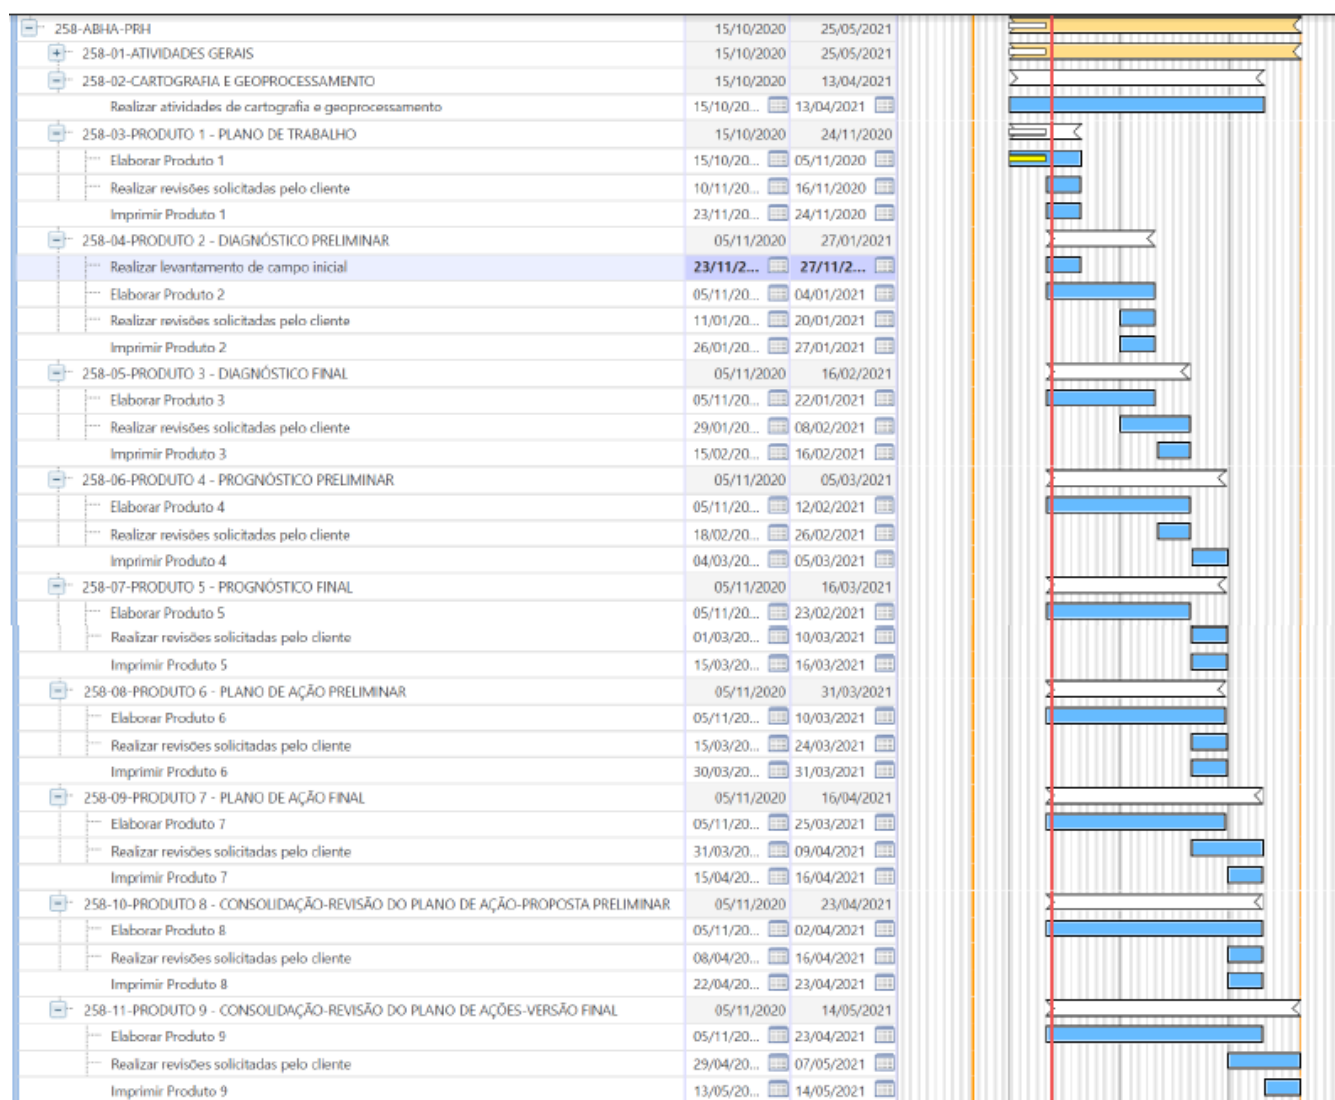 258-ABHA-PRH 15/10/2020 25/05/2021
258-01-ATIVIDADES GERAIS 15/10/2020 25/05/2021
258-02-CARTOGRAFIA E GEOPROCESSAMENTO 15/10/2020 13/04/2021
Realizar atividades de cartografia e geoprocessamento 15/10/20... 13/04/2021
258-03-PRODUTO 1 - PLANO DE TRABALHO 15/10/2020 24/11/2020
Elaborar Produto 1 15/10/20... 05/11/2020
Realizar revisões solicitadas pelo cliente 10/11/20... 16/11/2020
Imprimir Produto 1 23/11/20... 24/11/2020
258-04-PRODUTO 2 - DIAGNÓSTICO PRELIMINAR 05/11/2020 27/01/2021
Realizar levantamento de campo inicial 23/11/2... 27/11/2...
Elaborar Produto 2 05/11/20... 04/01/2021
Realizar revisões solicitadas pelo cliente 11/01/20... 20/01/2021
Imprimir Produto 2 26/01/20... 27/01/2021
258-05-PRODUTO 3 - DIAGNÓSTICO FINAL 05/11/2020 16/02/2021
Elaborar Produto 3 05/11/20... 22/01/2021
Realizar revisões solicitadas pelo cliente 29/01/20... 08/02/2021
Imprimir Produto 3 15/02/20... 16/02/2021
258-06-PRODUTO 4 - PROGNÓSTICO PRELIMINAR 05/11/2020 05/03/2021
Elaborar Produto 4 05/11/20... 12/02/2021
Realizar revisões solicitadas pelo cliente 18/02/20... 26/02/2021
Imprimir Produto 4 04/03/20... 05/03/2021
258-07-PRODUTO 5 - PROGNÓSTICO FINAL 05/11/2020 16/03/2021
Elaborar Produto 5 05/11/20... 23/02/2021
Realizar revisões solicitadas pelo cliente 01/03/20... 10/03/2021
Imprimir Produto 5 15/03/20... 16/03/2021
258-08-PRODUTO 6 - PLANO DE AÇÃO PRELIMINAR 05/11/2020 31/03/2021
Elaborar Produto 6 05/11/20... 10/03/2021
Realizar revisões solicitadas pelo cliente 15/03/20... 24/03/2021
Imprimir Produto 6 30/03/20... 31/03/2021
258-09-PRODUTO 7 - PLANO DE AÇÃO FINAL 05/11/2020 16/04/2021
Elaborar Produto 7 05/11/20... 25/03/2021
Realizar revisões solicitadas pelo cliente 31/03/20... 09/04/2021
Imprimir Produto 7 15/04/20... 16/04/2021
258-10-PRODUTO 8 - CONSOLIDAÇÃO-REVISÃO DO PLANO DE AÇÃO-PROPOSTA PRELIMINAR 05/11/2020 23/04/2021
Elaborar Produto 8 05/11/20... 02/04/2021
Realizar revisões solicitadas pelo cliente 08/04/20... 16/04/2021
Imprimir Produto 8 22/04/20... 23/04/2021
258-11-PRODUTO 9 - CONSOLIDAÇÃO-REVISÃO DO PLANO DE AÇÕES-VERSÃO FINAL 05/11/2020 14/05/2021
Elaborar Produto 9 05/11/20... 23/04/2021
Realizar revisões solicitadas pelo cliente 29/04/20... 07/05/2021
Imprimir Produto 9 13/05/20... 14/05/2021